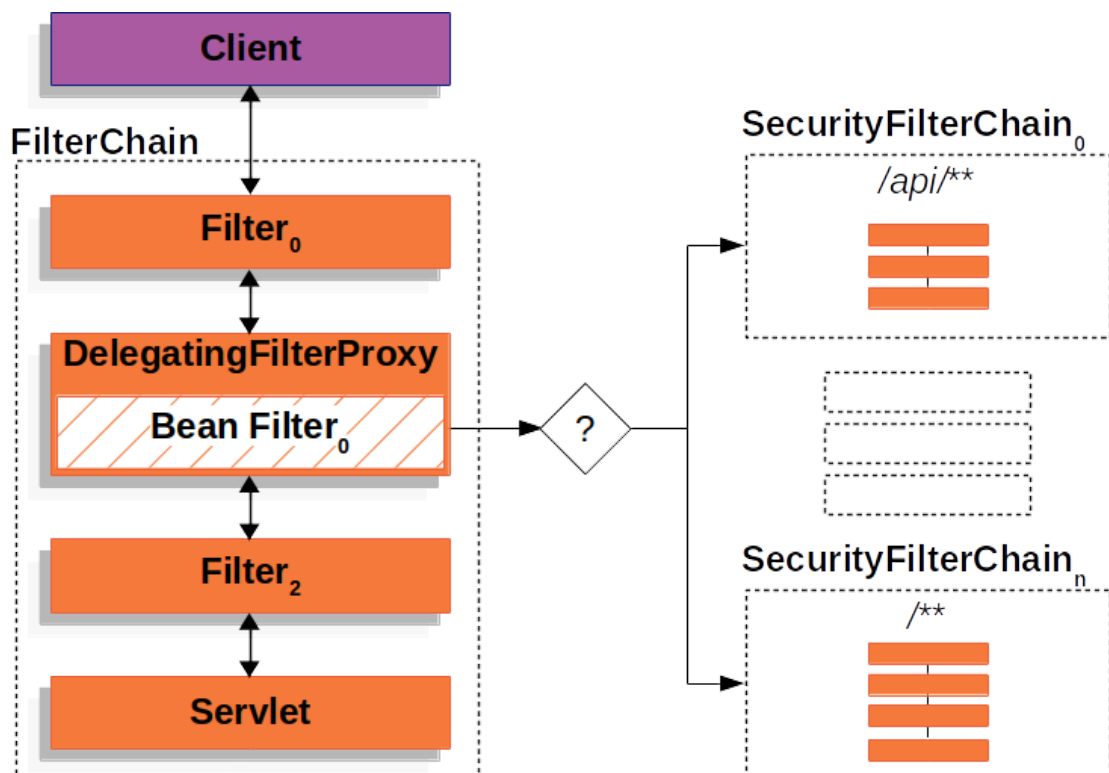 Client
FilterChain
Filter0
DelegatingFilterProxy
Bean Filter0
Filter2
Servlet
?
SecurityFilterChain0
/api/**
SecurityFilterChainn
/**